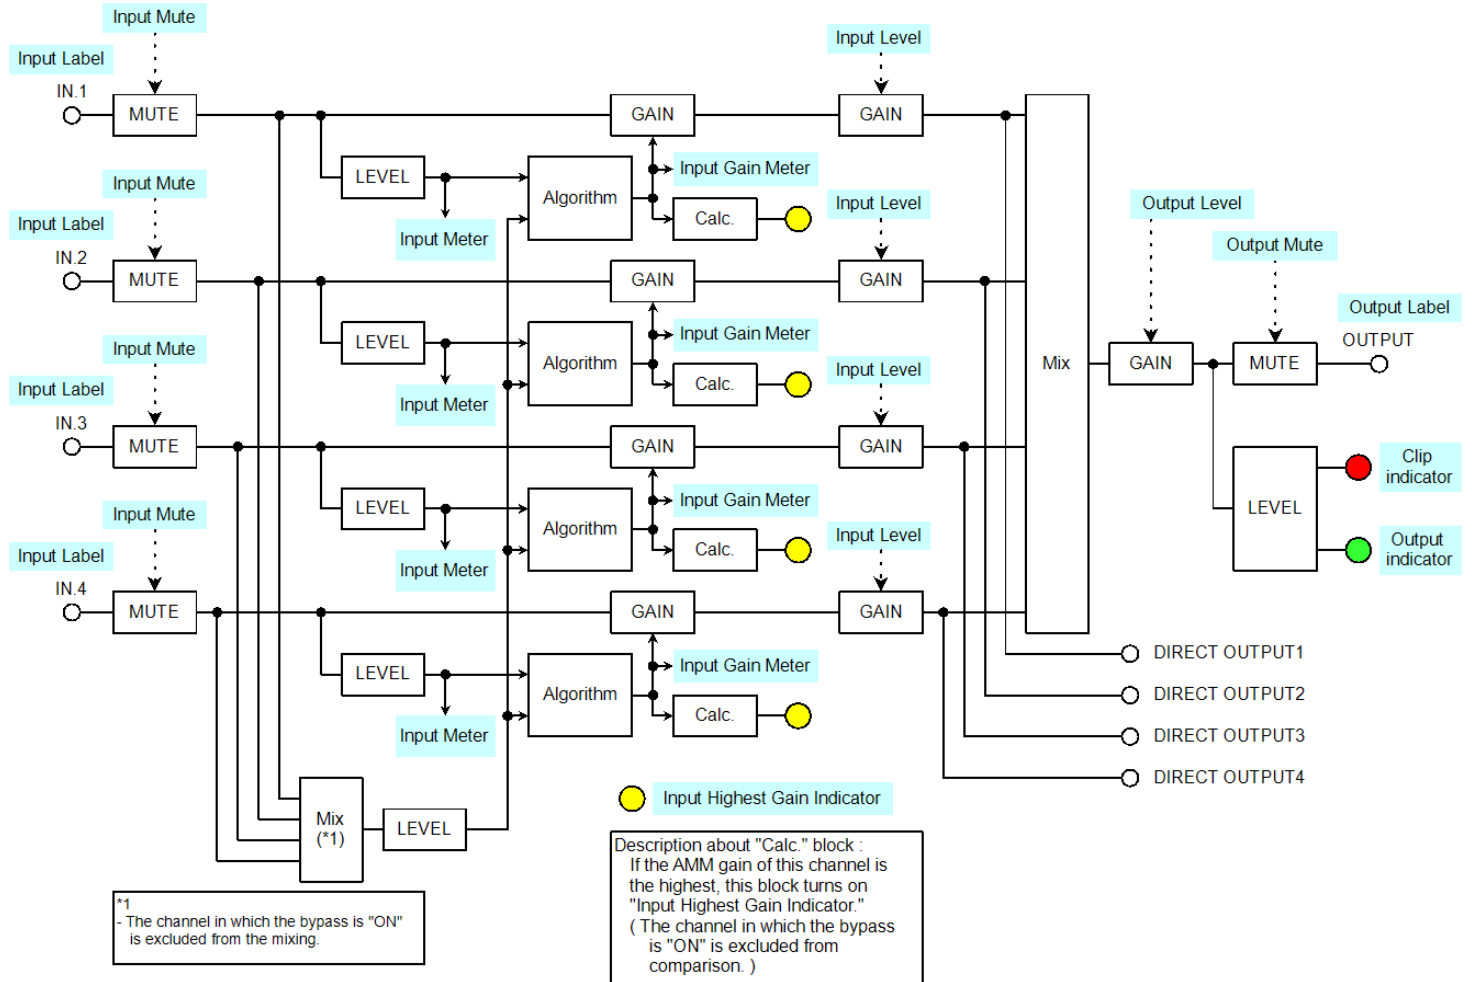 Input Mute
Input Level
Input Label
IN.1
MUTE
GAIN
GAIN
LEVEL
Input Gain Meter
Algorithm
Calc.
Input Meter
Input Mute
Input Level
Input Label
IN.2
MUTE
GAIN
GAIN
LEVEL
Input Gain Meter
Algorithm
Calc.
Input Meter
Input Mute
Input Level
Input Label
IN.3
MUTE
GAIN
GAIN
LEVEL
Input Gain Meter
Algorithm
Calc.
Input Meter
Input Mute
Input Level
Input Label
IN.4
MUTE
GAIN
GAIN
LEVEL
Input Gain Meter
Algorithm
Calc.
Input Meter
Mix
(*1)
LEVEL
Mix
Output Level
Output Mute
Output Label
OUTPUT
GAIN
MUTE
LEVEL
Clip
indicator
Output
indicator
DIRECT OUTPUT1
DIRECT OUTPUT2
DIRECT OUTPUT3
DIRECT OUTPUT4
Input Highest Gain Indicator
*1
- The channel in which the bypass is "ON"
is excluded from the mixing.
Description about "Calc." block :
If the AMM gain of this channel is
the highest, this block turns on
"Input Highest Gain Indicator."
( The channel in which the bypass
is "ON" is excluded from
comparison. )